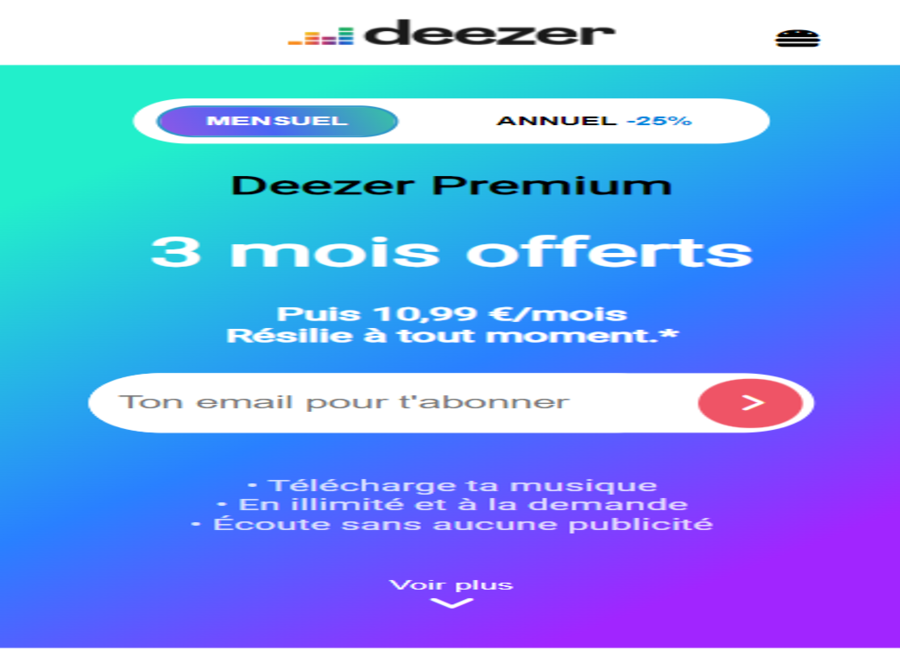 deezer
MENSUEL
ANNUEL -25%
Deezer Premium
3 mois offerts
Puis 10,99 €/mois
Résilie à tout moment.*
Ton email pour t'abonner
• Télécharge ta musique
• En illimité et à la demande
• Écoute sans aucune publicité
Voir plus